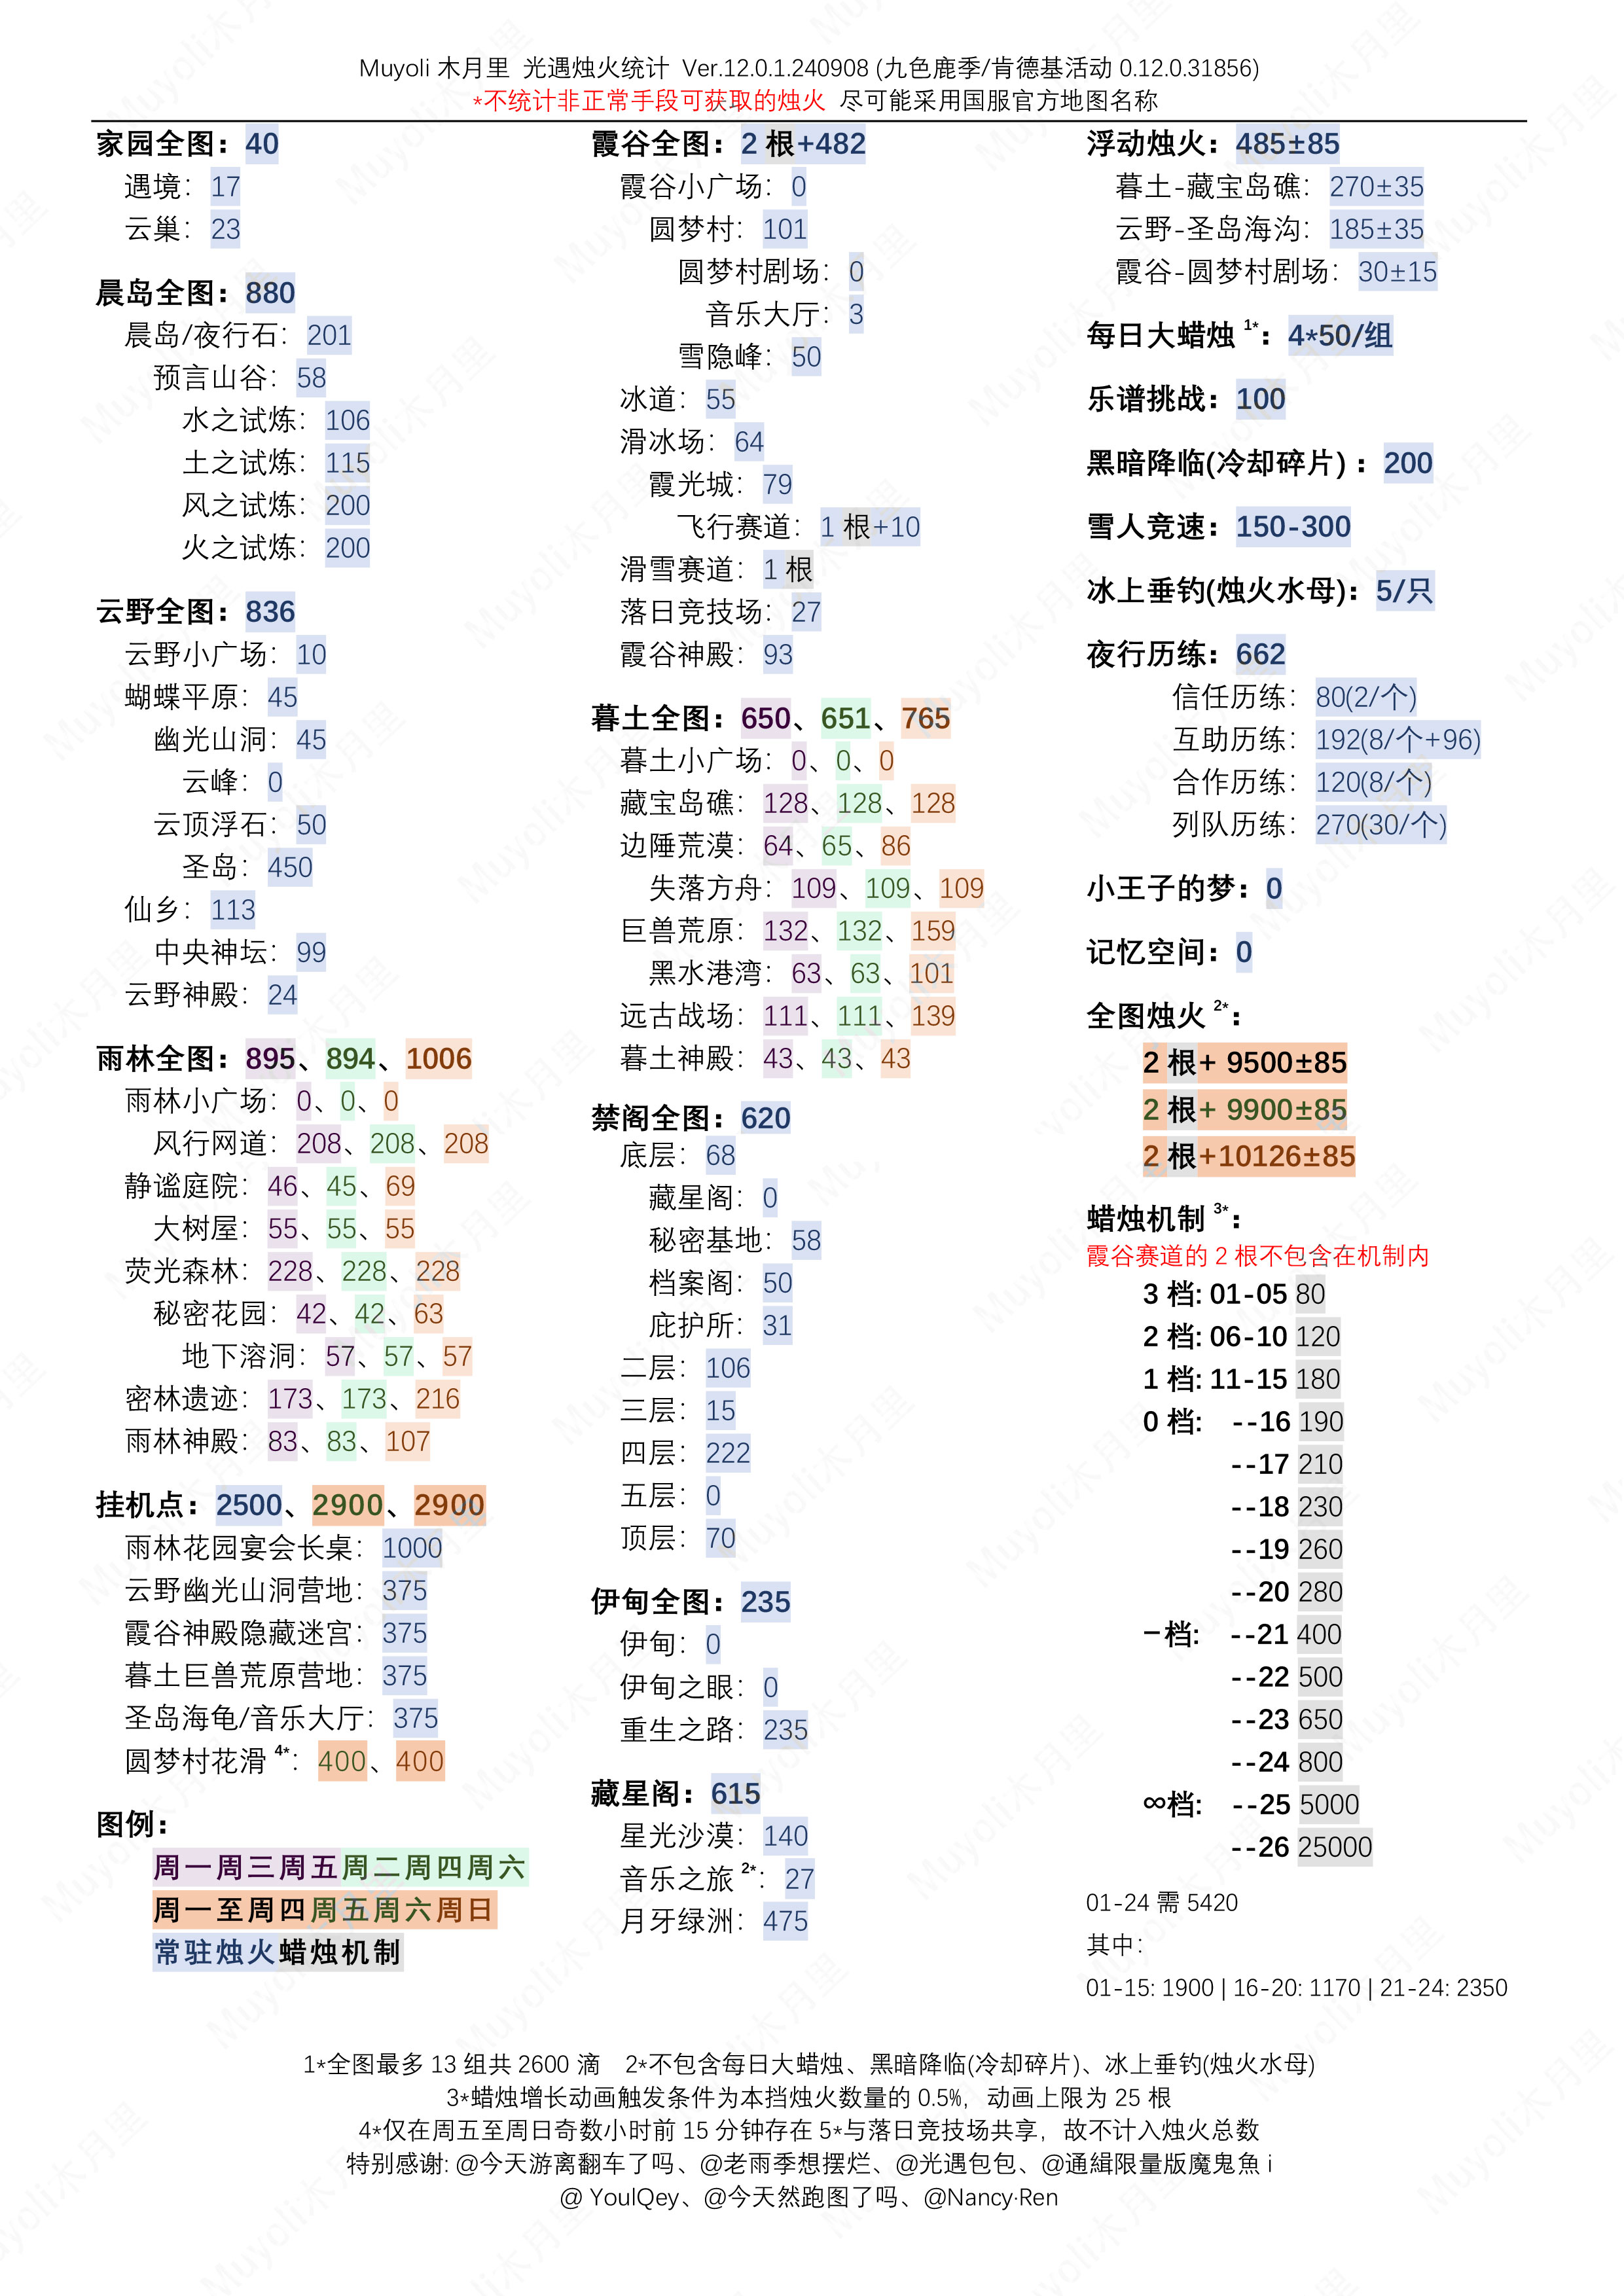 Muyoli 木月里 光遇烛火统计 Ver.12.0.1.240908 (九色鹿季/肯德基活动 0.12.0.31856)
*不统计非正常手段可获取的烛火 尽可能采用国服官方地图名称
家园全图：40
遇境：17
云巢：23
晨岛全图：880
晨岛/夜行石：201
预言山谷：58
水之试炼：106
土之试炼：115
风之试炼：200
火之试炼：200
云野全图：836
云野小广场：10
蝴蝶平原：45
幽光山洞：45
云峰：0
云顶浮石：50
圣岛：450
仙乡：113
中央神坛：99
云野神殿：24
雨林全图：895、894、1006
雨林小广场：0、0、0
风行网道：208、208、208
静谧庭院：46、45、69
大树屋：55、55、55
荧光森林：228、228、228
秘密花园：42、42、63
地下溶洞：57、57、57
密林遗迹：173、173、216
雨林神殿：83、83、107
挂机点：2500、2900、2900
雨林花园宴会长桌：1000
云野幽光山洞营地：375
霞谷神殿隐藏迷宫：375
暮土巨兽荒原营地：375
圣岛海龟/音乐大厅：375
圆梦村花滑 4*：400、400
图例：
周一周三周五周二周四周六
周一至周四周五周六周日
常驻烛火蜡烛机制
霞谷全图：2 根+482
霞谷小广场：0
圆梦村：101
圆梦村剧场：0
音乐大厅：3
雪隐峰：50
冰道：55
滑冰场：64
霞光城：79
飞行赛道：1 根+10
滑雪赛道：1 根
落日竞技场：27
霞谷神殿：93
暮土全图：650、651、765
暮土小广场：0、0、0
藏宝岛礁：128、128、128
边陲荒漠：64、65、86
失落方舟：109、109、109
巨兽荒原：132、132、159
黑水港湾：63、63、101
远古战场：111、111、139
暮土神殿：43、43、43
禁阁全图：620
底层：68
藏星阁：0
秘密基地：58
档案阁：50
庇护所：31
二层：106
三层：15
四层：222
五层：0
顶层：70
伊甸全图：235
伊甸：0
伊甸之眼：0
重生之路：235
藏星阁：615
星光沙漠：140
音乐之旅 2*：27
月牙绿洲：475
浮动烛火：485±85
暮土-藏宝岛礁：270±35
云野-圣岛海沟：185±35
霞谷-圆梦村剧场：30±15
每日大蜡烛 1*：4*50/组
乐谱挑战：100
黑暗降临(冷却碎片)：200
雪人竞速：150-300
冰上垂钓(烛火水母)：5/只
夜行历练：662
信任历练：80(2/个)
互助历练：192(8/个+96)
合作历练：120(8/个)
列队历练：270(30/个)
小王子的梦：0
记忆空间：0
全图烛火 2*：
2 根+ 9500±85
2 根+ 9900±85
2 根+10126±85
蜡烛机制 3*：
霞谷赛道的 2 根不包含在机制内
3 档: 01-05 80
2 档: 06-10 120
1 档: 11-15 180
0 档: --16 190
--17 210
--18 230
--19 260
--20 280
－档: --21 400
--22 500
--23 650
--24 800
∞档: --25 5000
--26 25000
01-24 需 5420
其中：
01-15: 1900 | 16-20: 1170 | 21-24: 2350
1*全图最多 13 组共 2600 滴 2*不包含每日大蜡烛、黑暗降临(冷却碎片)、冰上垂钓(烛火水母)
3*蜡烛增长动画触发条件为本挡烛火数量的 0.5%，动画上限为 25 根
4*仅在周五至周日奇数小时前 15 分钟存在 5*与落日竞技场共享，故不计入烛火总数
特别感谢: @今天游离翻车了吗、@老雨季想摆烂、@光遇包包、@通緝限量版魔鬼魚 i
@ YoulQey、@今天然跑图了吗、@Nancy·Ren